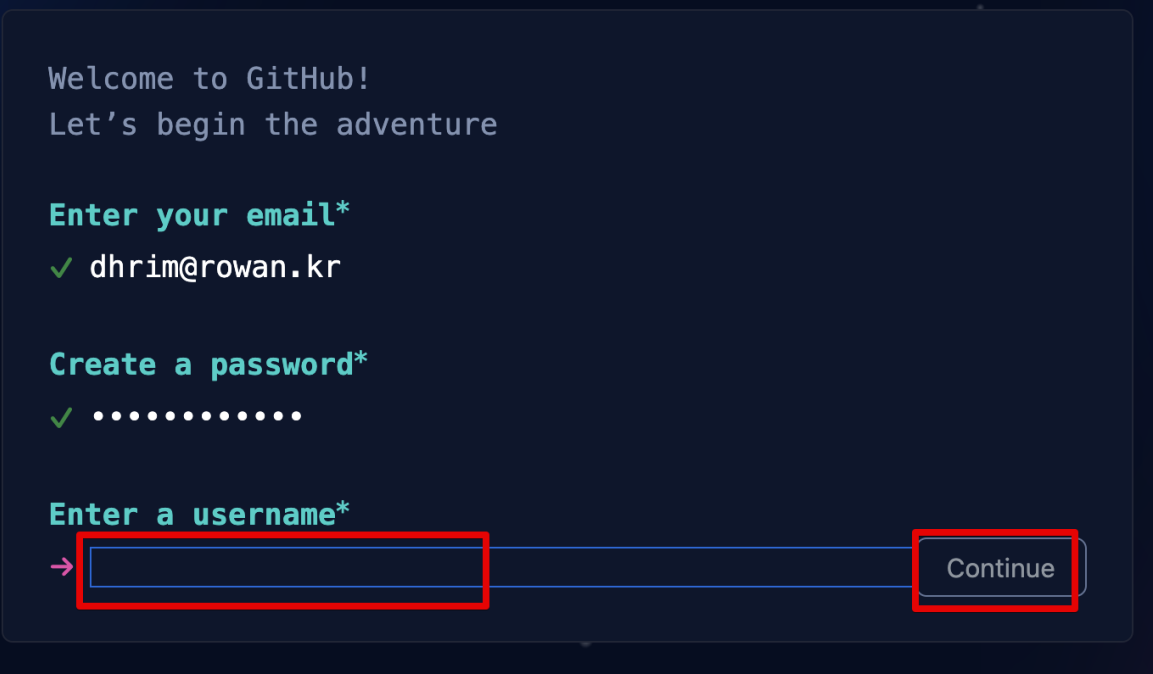 Welcome to GitHub!
Let’s begin the adventure
Enter your email*
✓ dhrim@rowan.kr
Create a password*
✓ ••••••••••••
Enter a username*
→
Continue